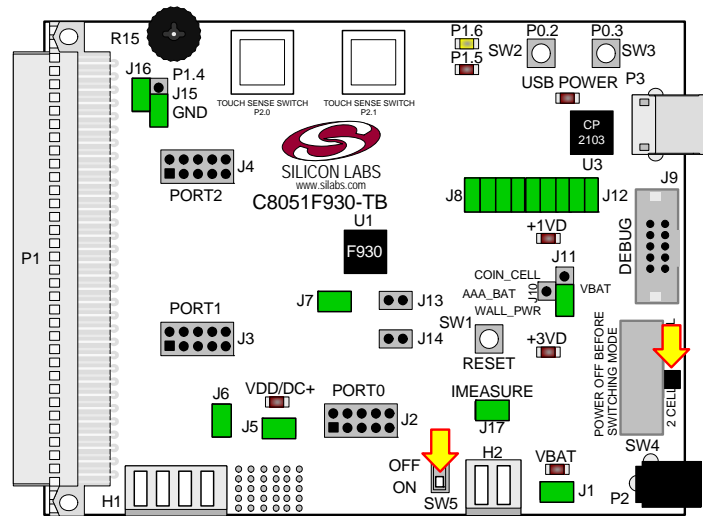 R15
P1.6
P0.2
P0.3
SW2
SW3
P1.5
J16
P1.4
J15
GND
USB POWER
P3
TOUCH SENSE SWITCH
P2.0
TOUCH SENSE SWITCH
P2.1
CP
2103
U3
SILICON LABS
www.silabs.com
J4
PORT2
C8051F930-TB
U1
F930
J8
J12
J9
+1VD
DEBUG
P1
J11
COIN_CELL
J10
AAA_BAT
VBAT
WALL_PWR
J7
J13
PORT1
J3
J14
SW1
RESET
+3VD
POWER OFF BEFORE
SWITCHING MODE
2 CELL
SW4
J6
VDD/DC+
PORT0
J5
J2
IMEASURE
J17
OFF
ON
SW5
H2
VBAT
J1
P2
H1